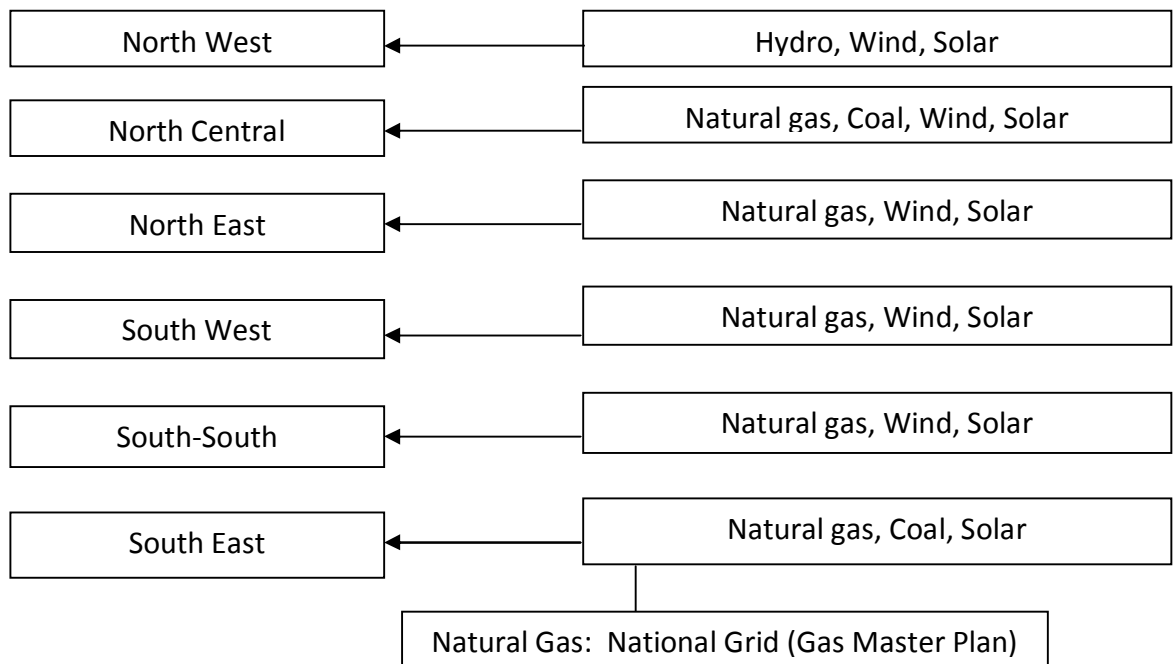 North West
Hydro, Wind, Solar
North Central
Natural gas, Coal, Wind, Solar
North East
Natural gas, Wind, Solar
South West
Natural gas, Wind, Solar
South-South
Natural gas, Wind, Solar
South East
Natural gas, Coal, Solar
Natural Gas: National Grid (Gas Master Plan)